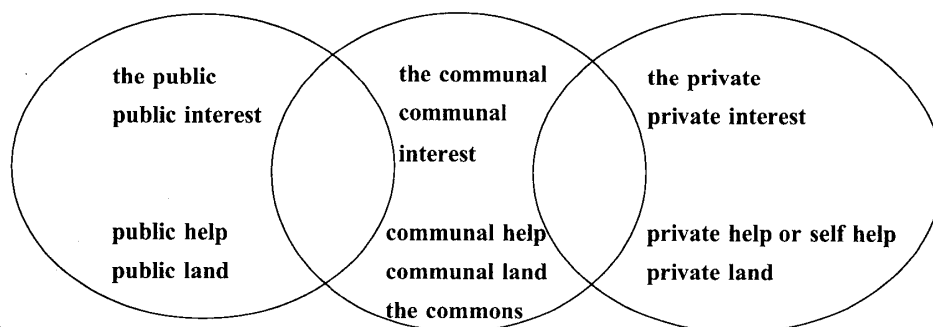 the public
public interest
public help
public land
the communal
communal
interest
communal help
communal land
the commons
the private
private interest
private help or self help
private land